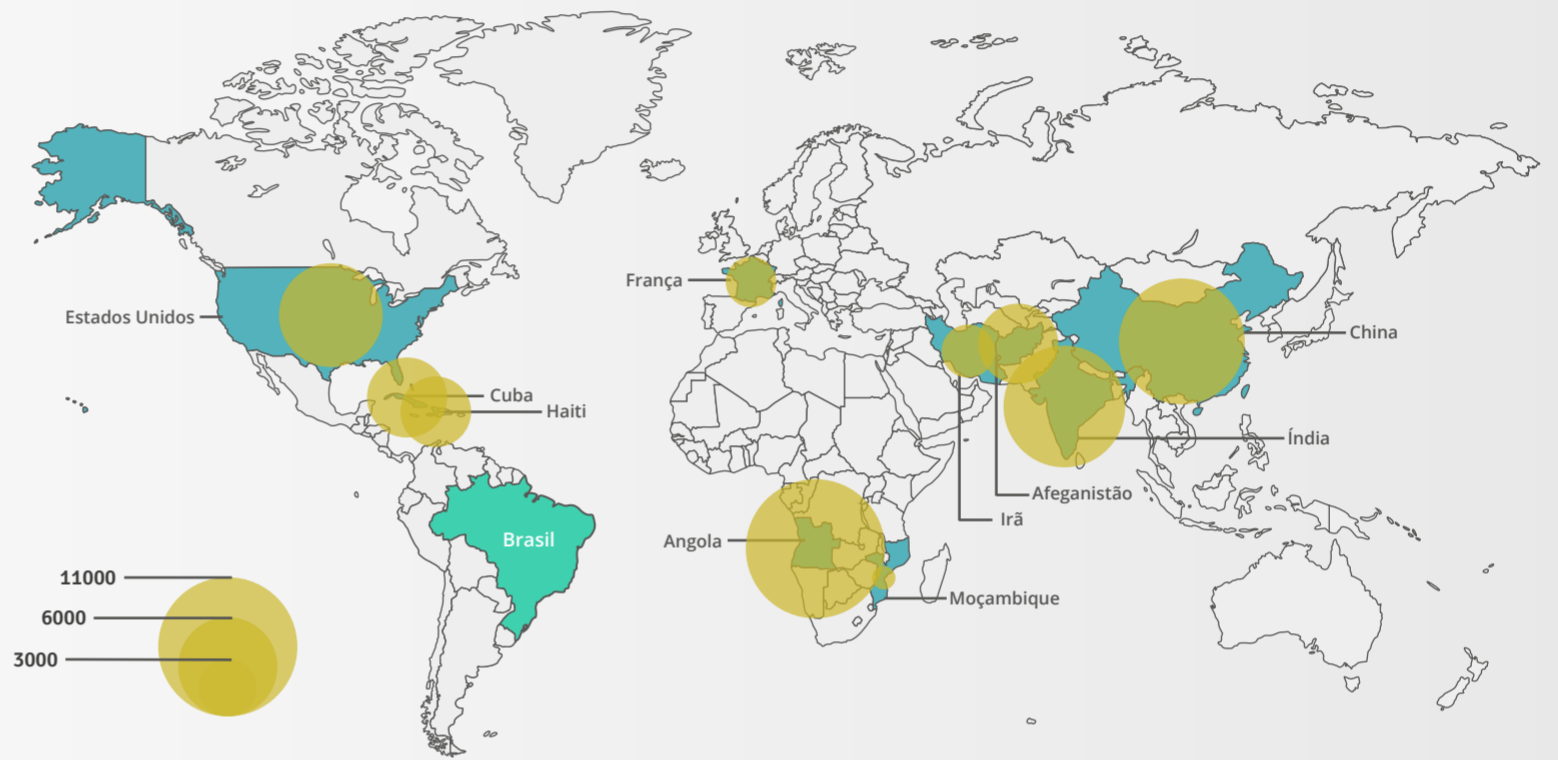 França
Estados Unidos
China
Cuba
Haiti
Índia
Afeganistão
Irã
Brasil
Angola
Moçambique
11000
6000
3000